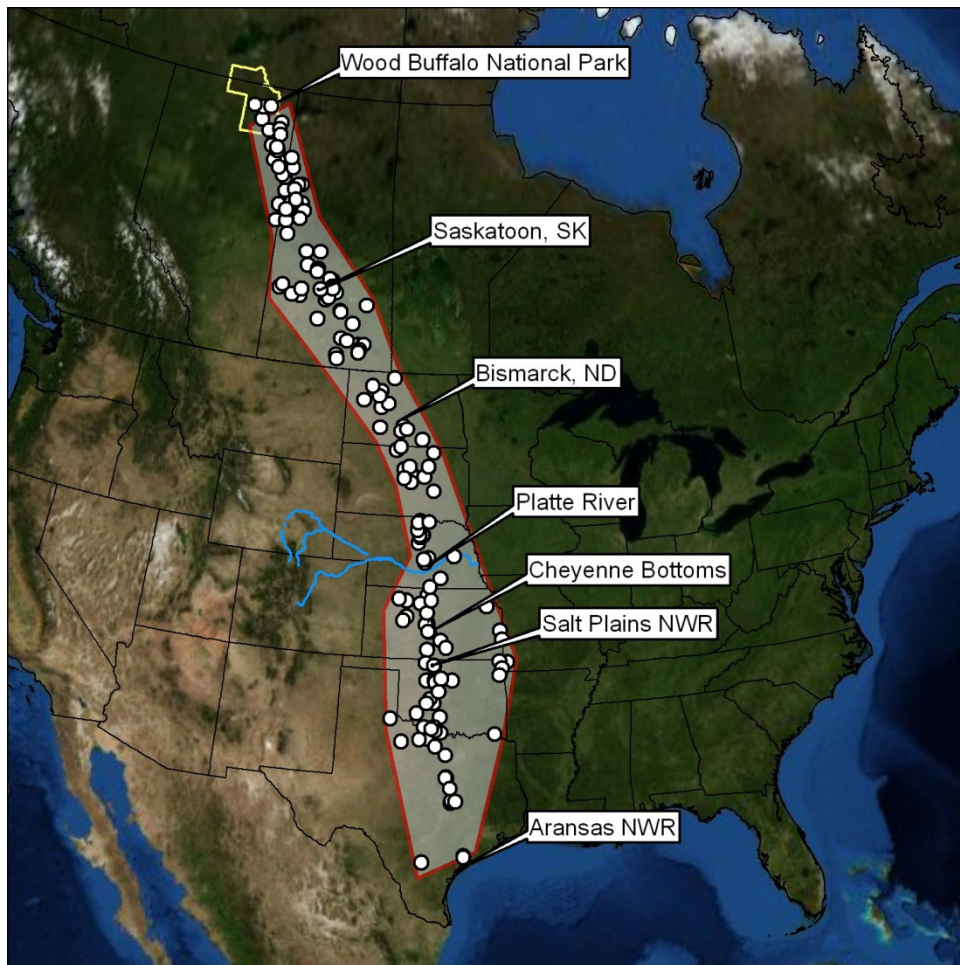 Wood Buffalo National Park
Saskatoon, SK
Bismarck, ND
Platte River
Cheyenne Bottoms
Salt Plains NWR
Aransas NWR